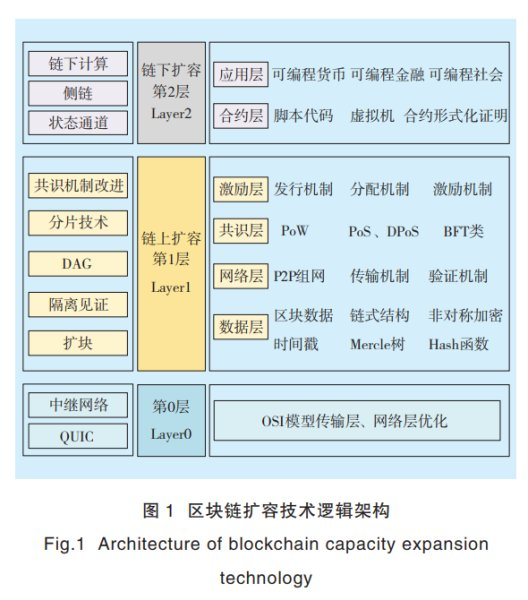 链下计算
侧链
状态通道
链下扩容
第2层
Layer2
应用层 可编程货币 可编程金融 可编程社会
合约层 脚本代码 虚拟机 合约形式化证明
共识机制改进
分片技术
DAG
隔离见证
扩块
链上扩容
第1层
Layer1
激励层 发行机制 分配机制 激励机制
共识层 PoW PoS、DPoS BFT类
网络层 P2P组网 传输机制 验证机制
数据层 区块数据 链式结构 非对称加密
时间戳 Mercle树 Hash函数
中继网络
QUIC
第0层
Layer0
OSI模型传输层、网络层优化
图 1 区块链扩容技术逻辑架构
Fig.1 Architecture of blockchain capacity expansion
technology